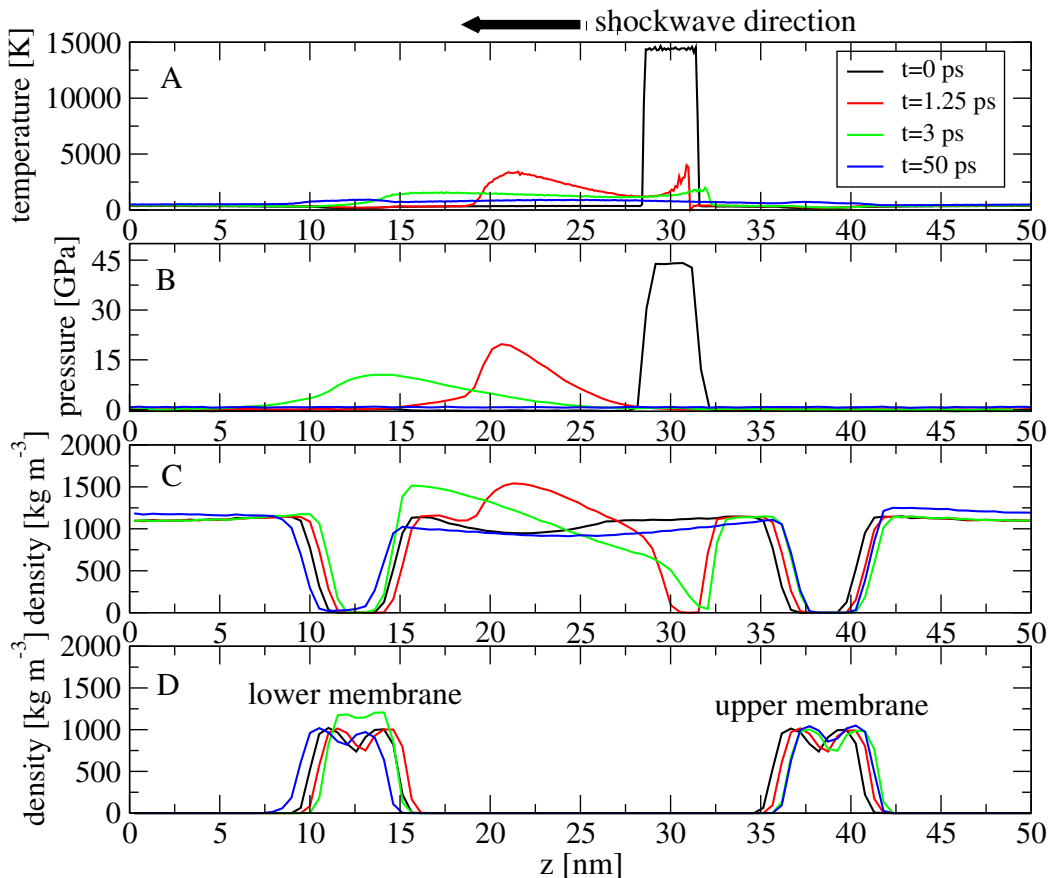 shockwave direction
temperature [K]
15000
10000
5000
0
A
t=0 ps
t=1.25 ps
t=3 ps
t=50 ps
0 5 10 15 20 25 30 35 40 45 50
pressure [GPa]
45
30
15
0
B
0 5 10 15 20 25 30 35 40 45 50
density [kg m⁻³]
2000
1500
1000
500
0
C
0 5 10 15 20 25 30 35 40 45 50
density [kg m⁻³]
2000
1500
1000
500
0
D
lower membrane
upper membrane
0 5 10 15 20 25 30 35 40 45 50
z [nm]